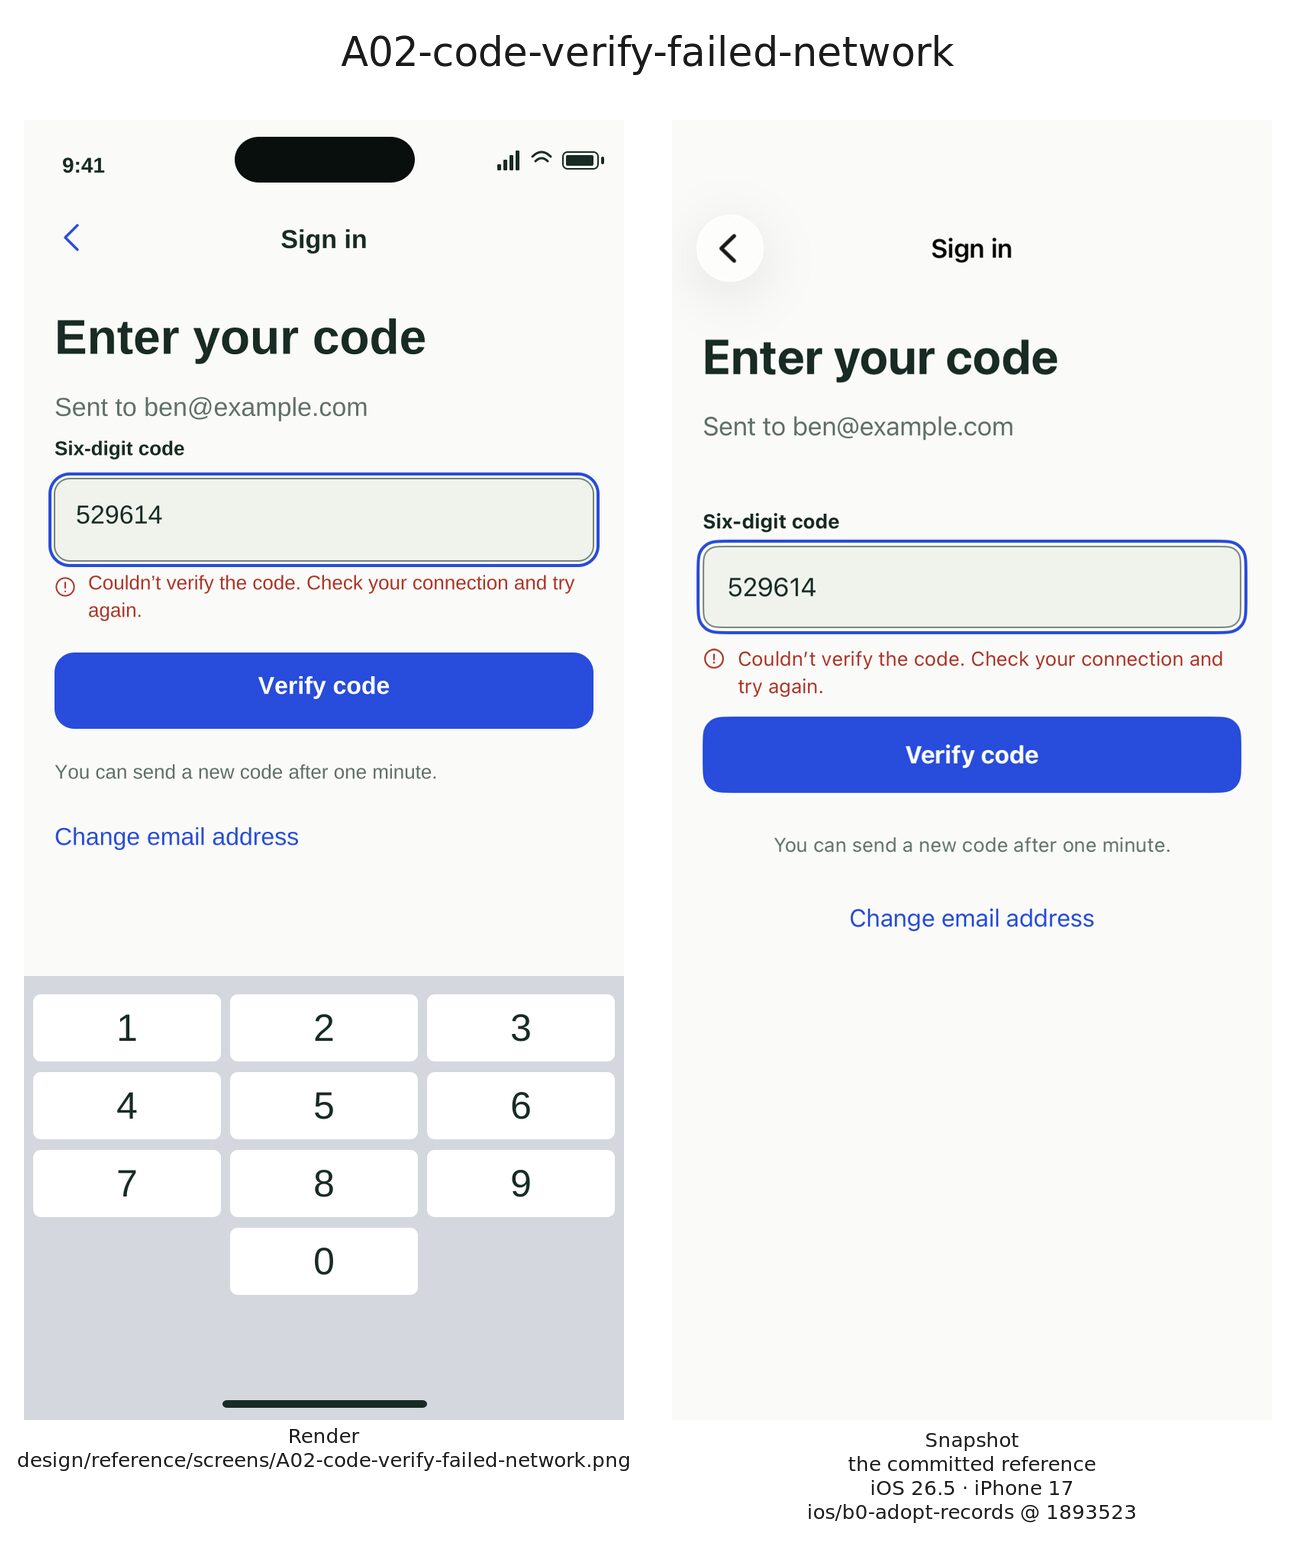 A02-code-verify-failed-network
9:41
Sign in
Enter your code
Sent to ben@example.com
Six-digit code
529614
Couldn’t verify the code. Check your connection and try
again.
Verify code
You can send a new code after one minute.
Change email address
1
2
3
4
5
6
7
8
9
0
Render
design/reference/screens/A02-code-verify-failed-network.png
Sign in
Enter your code
Sent to ben@example.com
Six-digit code
529614
Couldn’t verify the code. Check your connection and
try again.
Verify code
You can send a new code after one minute.
Change email address
Snapshot
the committed reference
iOS 26.5 · iPhone 17
ios/b0-adopt-records @ 1893523